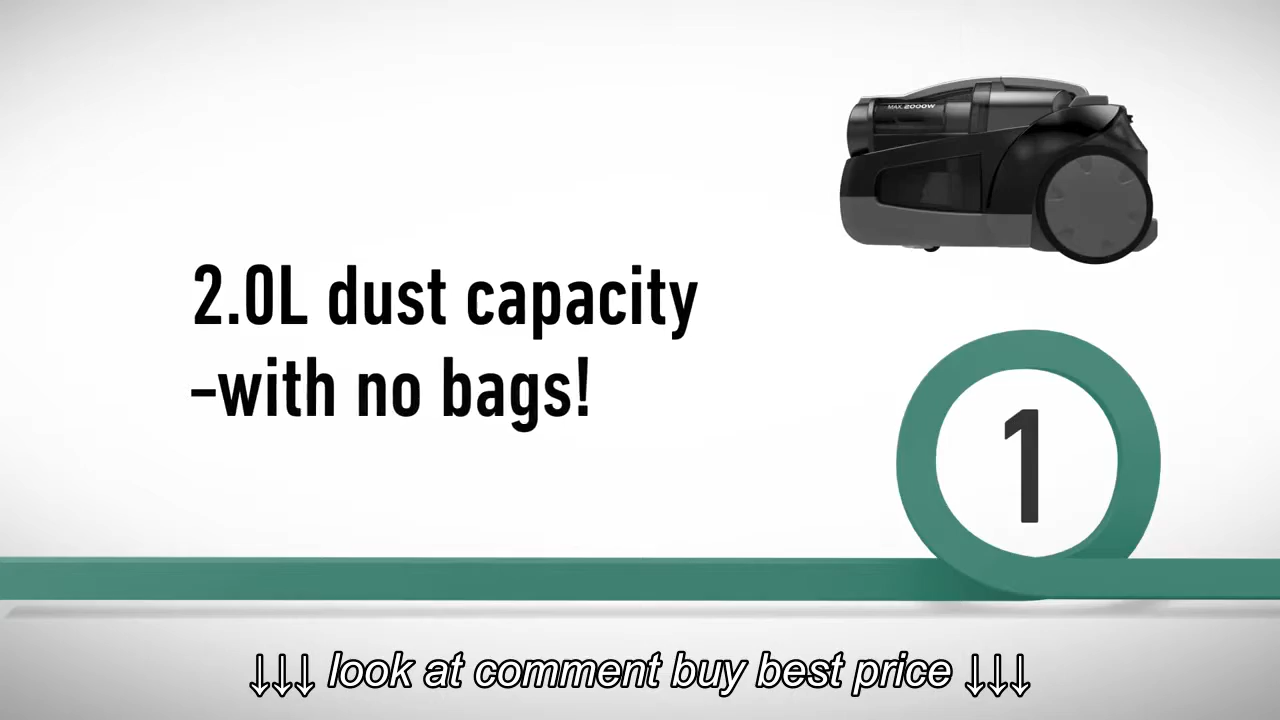 MAX. 2000W
2.0L dust capacity
–with no bags!
1
↓↓↓ look at comment buy best price ↓↓↓